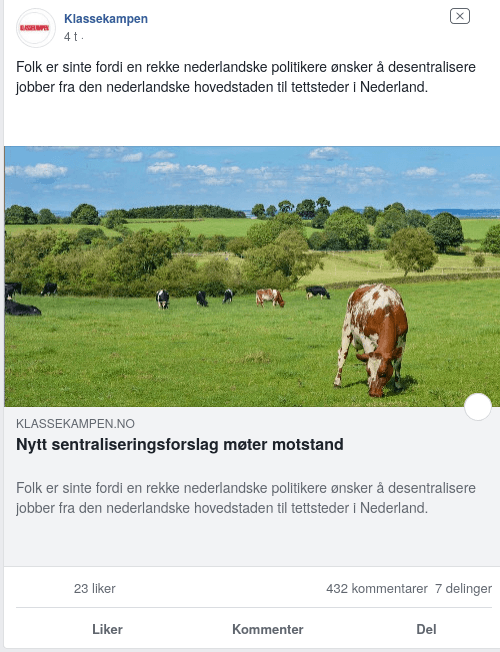 KLASSEKAMPEN
Klassekampen
4 t ·
Folk er sinte fordi en rekke nederlandske politikere ønsker å desentralisere
jobber fra den nederlandske hovedstaden til tettsteder i Nederland.
KLASSEKAMPEN.NO
Nytt sentraliseringsforslag møter motstand
Folk er sinte fordi en rekke nederlandske politikere ønsker å desentralisere
jobber fra den nederlandske hovedstaden til tettsteder i Nederland.
23 liker 432 kommentarer 7 delinger
Liker Kommenter Del